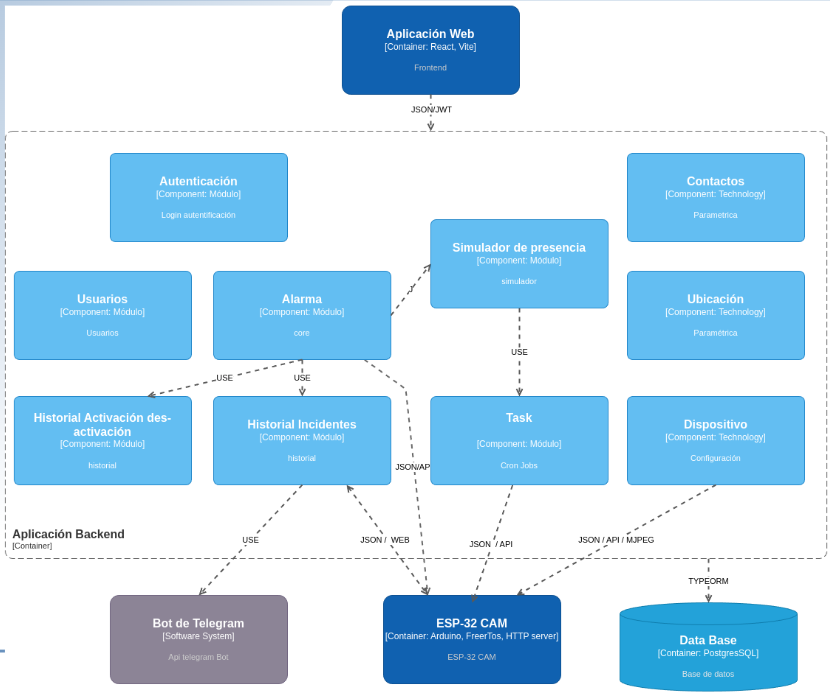 Aplicación Web
[Container: React, Vite]
Frontend
JSON/JWT
Autenticación
[Component: Módulo]
Login autentificación
Contactos
[Component: Technology]
Parametrica
Simulador de presencia
[Component: Módulo]
simulador
Usuarios
[Component: Módulo]
Usuarios
Alarma
[Component: Módulo]
core
Ubicación
[Component: Technology]
Paramétrica
USE
USE
USE
Historial Activación des-
activación
[Component: Módulo]
historial
Historial Incidentes
[Component: Módulo]
historial
Task
[Component: Módulo]
Cron Jobs
Dispositivo
[Component: Technology]
Configuración
JSON/AP
Aplicación Backend
[Container]
USE
JSON / WEB
JSON / API
JSON / API / MJPEG
TYPEORM
Bot de Telegram
[Software System]
Api telegram Bot
ESP-32 CAM
[Container: Arduino, FreerTos, HTTP server]
ESP-32 CAM
Data Base
[Container: PostgresSQL]
Base de datos